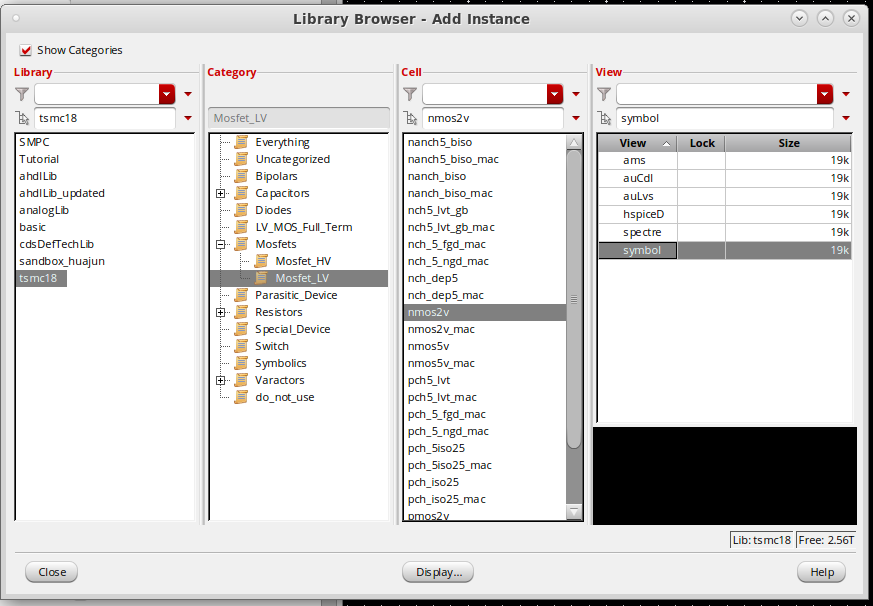 Library Browser - Add Instance
Show Categories
Library
Category
Cell
View
tsmc18
Mosfet_LV
nmos2v
symbol
SMPC
Tutorial
ahdlLib
ahdlLib_updated
analogLib
basic
cdsDefTechLib
sandbox_huajun
tsmc18
Everything
Uncategorized
Bipolars
Capacitors
Diodes
LV_MOS_Full_Term
Mosfets
Mosfet_HV
Mosfet_LV
Parasitic_Device
Resistors
Special_Device
Switch
Symbolics
Varactors
do_not_use
nanch5_biso
nanch5_biso_mac
nanch_biso
nanch_biso_mac
nch5_lvt_gb
nch5_lvt_gb_mac
nch_5_fgd_mac
nch_5_ngd_mac
nch_dep5
nch_dep5_mac
nmos2v
nmos2v_mac
nmos5v
nmos5v_mac
pch5_lvt
pch5_lvt_mac
pch_5_fgd_mac
pch_5_ngd_mac
pch_5iso25
pch_5iso25_mac
pch_iso25
pch_iso25_mac
pmos2v
View Lock Size
ams 19k
auCdl 19k
auLvs 19k
hspiceD 19k
spectre 19k
symbol 19k
Lib: tsmc18 Free: 2.56T
Close
Display...
Help